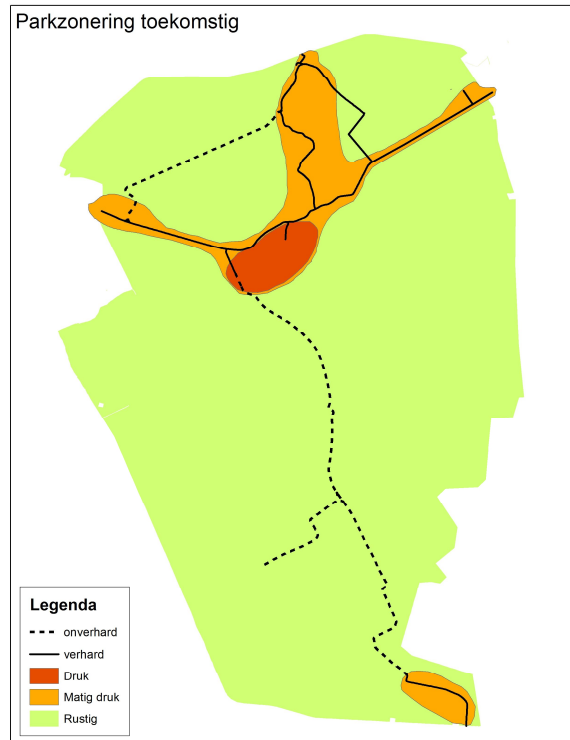 Parkzonering toekomstig
Legenda
onverhard
verhard
Druk
Matig druk
Rustig